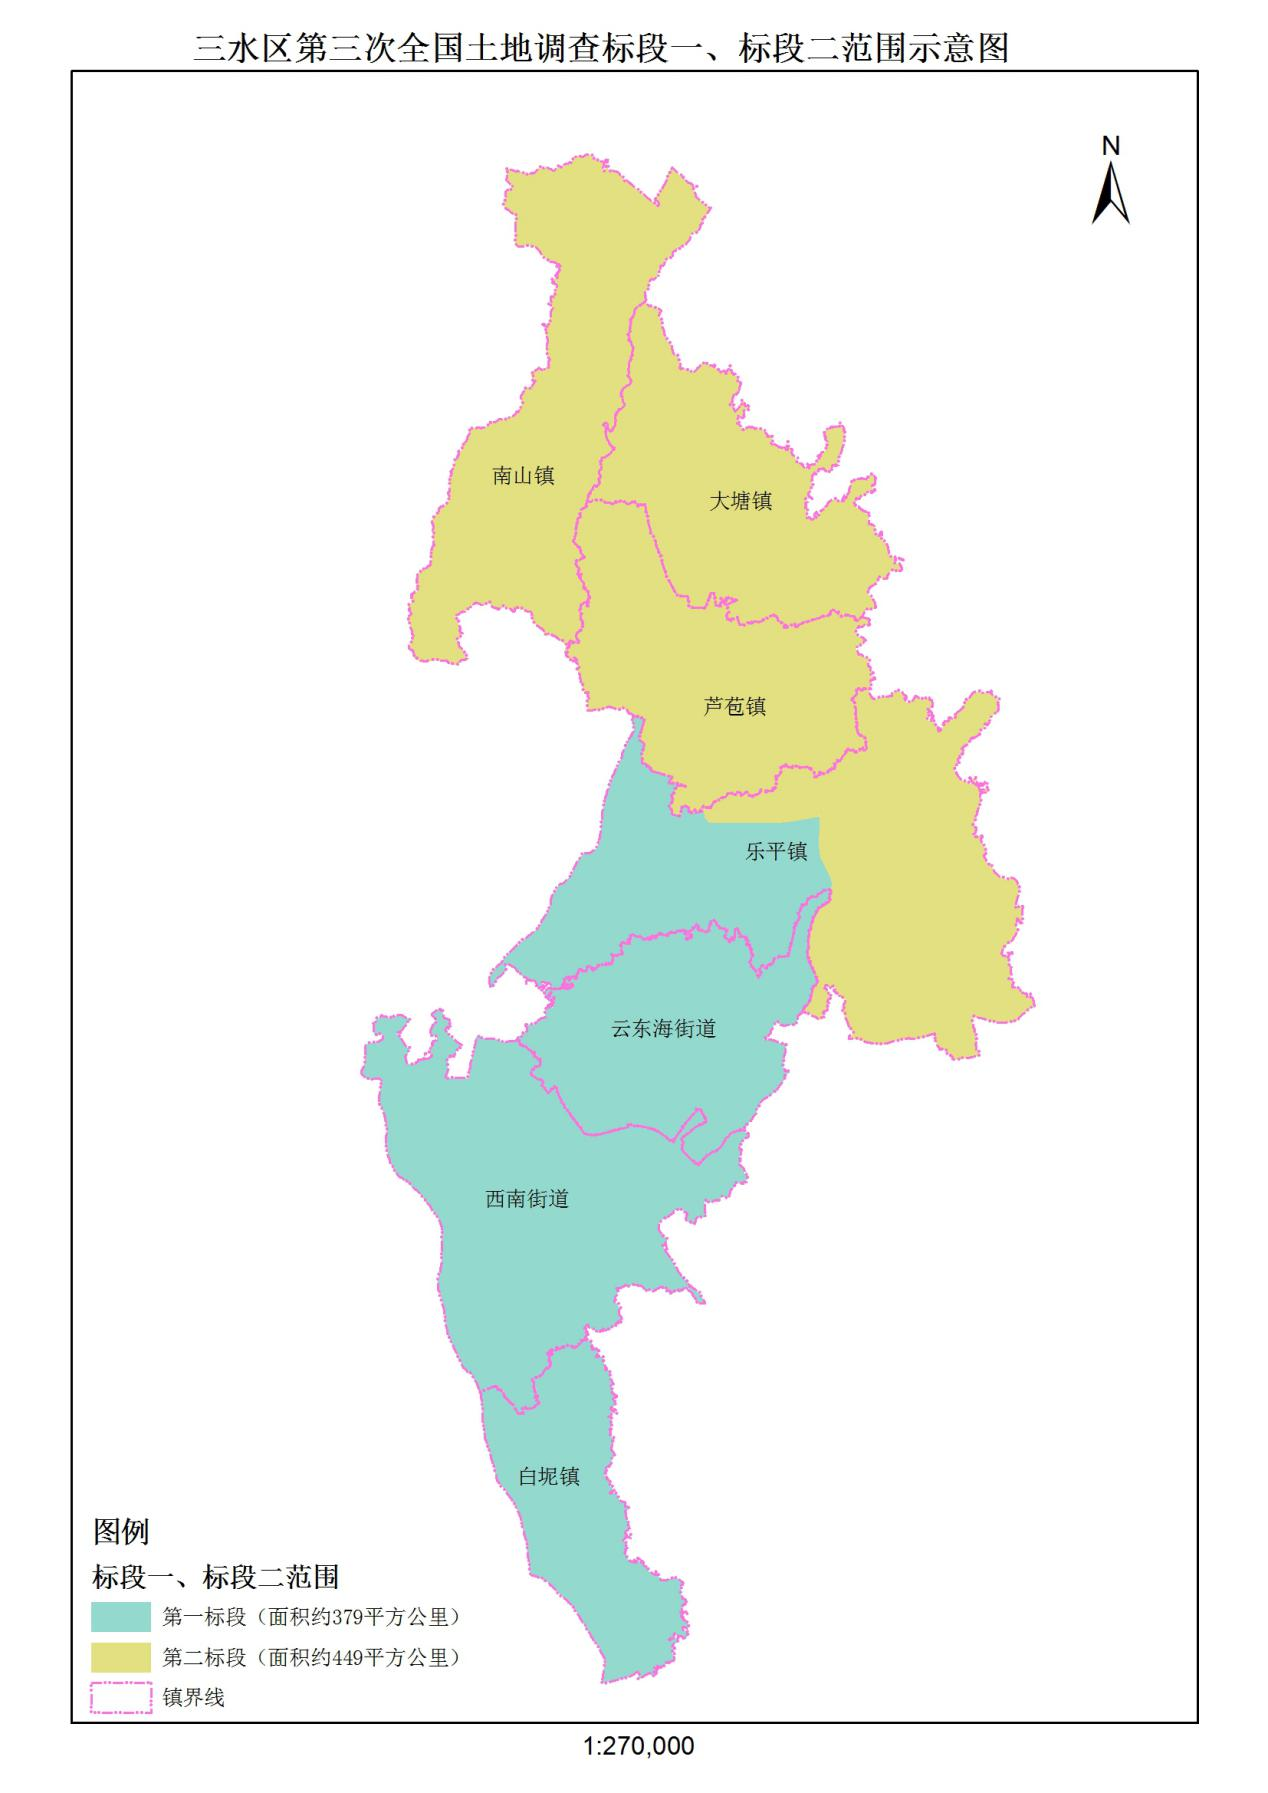 三水区第三次全国土地调查标段一、标段二范围示意图
N
南山镇
大塘镇
芦苞镇
乐平镇
云东海街道
西南街道
白坭镇
图例
标段一、标段二范围
第一标段（面积约379平方公里）
第二标段（面积约449平方公里）
镇界线
1:270,000